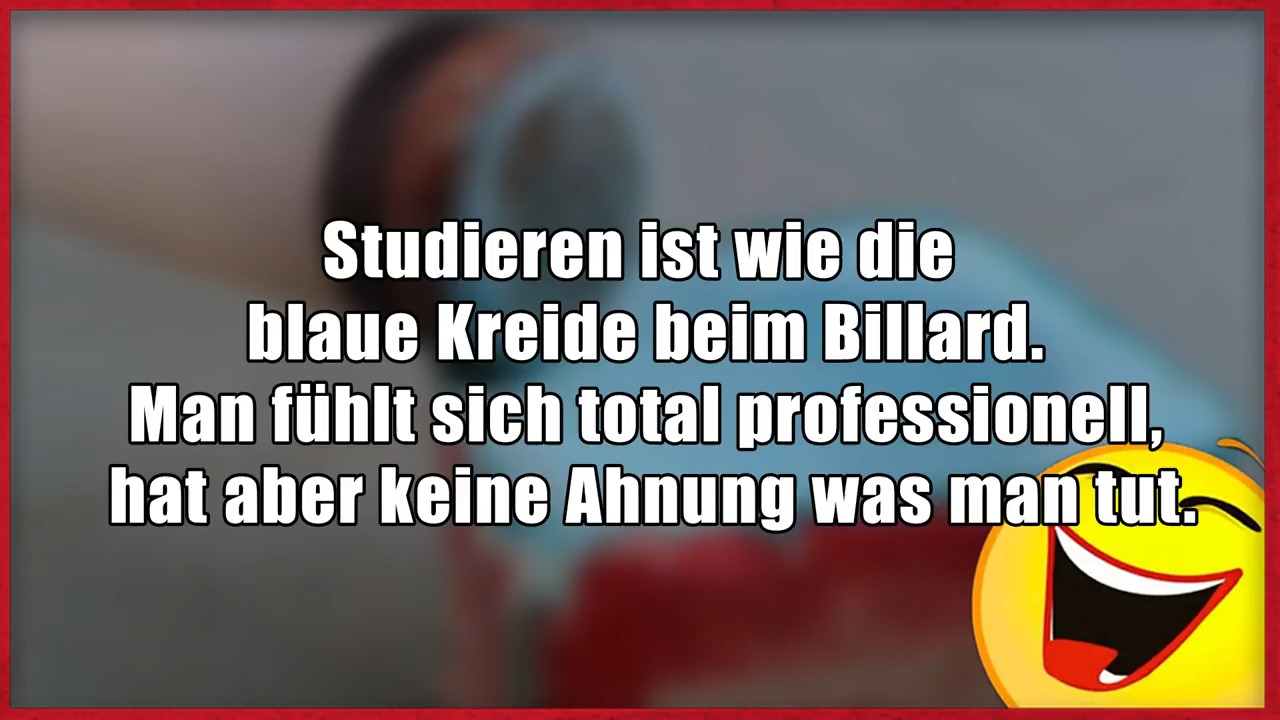 Studieren ist wie die
blaue Kreide beim Billard.
Man fühlt sich total professionell,
hat aber keine Ahnung was man tut.